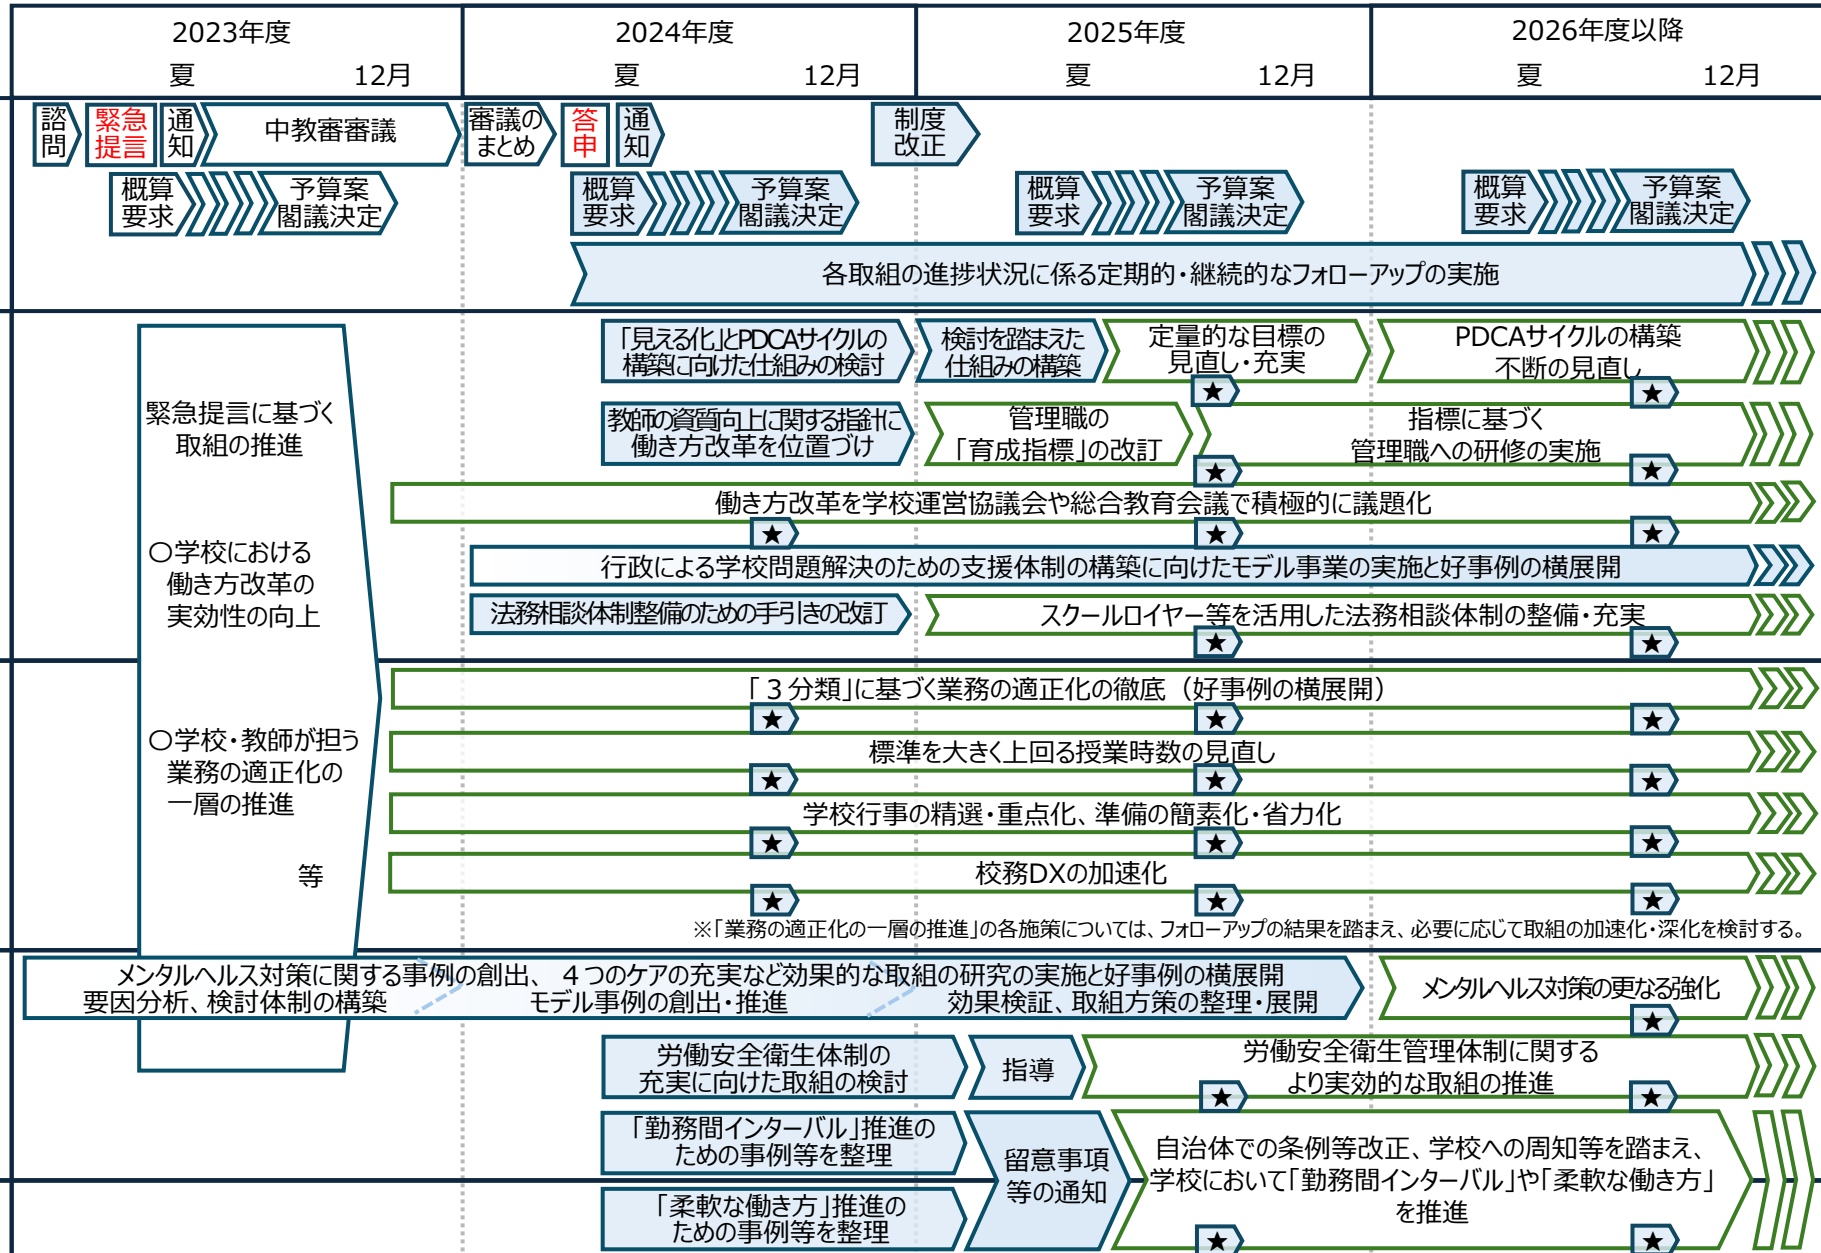 2023年度
夏 12月
2024年度
夏 12月
2025年度
夏 12月
2026年度以降
夏 12月
諮問
緊急提言
通知
中教審審議
審議の
まとめ
答申
通知
制度
改正
概算
要求
予算案
閣議決定
概算
要求
予算案
閣議決定
概算
要求
予算案
閣議決定
概算
要求
予算案
閣議決定
各取組の進捗状況に係る定期的・継続的なフォローアップの実施
緊急提言に基づく
取組の推進
〇学校における
働き方改革の
実効性の向上
〇学校・教師が担う
業務の適正化の
一層の推進
等
「見える化」とPDCAサイクルの
構築に向けた仕組みの検討
検討を踏まえた
仕組みの構築
定量的な目標の
見直し・充実
★
PDCAサイクルの構築
不断の見直し
★
教師の資質向上に関する指針に
働き方改革を位置づけ
管理職の
「育成指標」の改訂
指標に基づく
管理職への研修の実施
★ ★
働き方改革を学校運営協議会や総合教育会議で積極的に議題化
★ ★ ★
行政による学校問題解決のための支援体制の構築に向けたモデル事業の実施と好事例の横展開
法務相談体制整備のための手引きの改訂
スクールロイヤー等を活用した法務相談体制の整備・充実
★ ★
「３分類」に基づく業務の適正化の徹底（好事例の横展開）
★ ★ ★
標準を大きく上回る授業時数の見直し
★ ★ ★
学校行事の精選・重点化、準備の簡素化・省力化
★ ★ ★
校務DXの加速化
★ ★ ★
※「業務の適正化の一層の推進」の各施策については、フォローアップの結果を踏まえ、必要に応じて取組の加速化・深化を検討する。
メンタルヘルス対策に関する事例の創出、４つのケアの充実など効果的な取組の研究の実施と好事例の横展開
要因分析、検討体制の構築 モデル事例の創出・推進 効果検証、取組方策の整理・展開
メンタルヘルス対策の更なる強化
★
労働安全衛生体制の
充実に向けた取組の検討
指導
労働安全衛生管理体制に関する
より実効的な取組の推進
★ ★
「勤務間インターバル」推進の
ための事例等を整理
「柔軟な働き方」推進の
ための事例等を整理
留意事項
等の通知
自治体での条例等改正、学校への周知等を踏まえ、
学校において「勤務間インターバル」や「柔軟な働き方」
を推進
★ ★